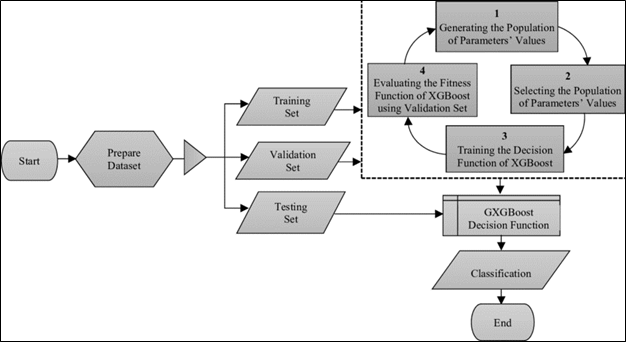 Start
Prepare
Dataset
Training
Set
Validation
Set
Testing
Set
1
Generating the Population
of Parameters' Values
2
Selecting the Population
of Parameters' Values
3
Training the Decision
Function of XGBoost
4
Evaluating the Fitness
Function of XGBoost
using Validation Set
GXGBoost
Decision Function
Classification
End